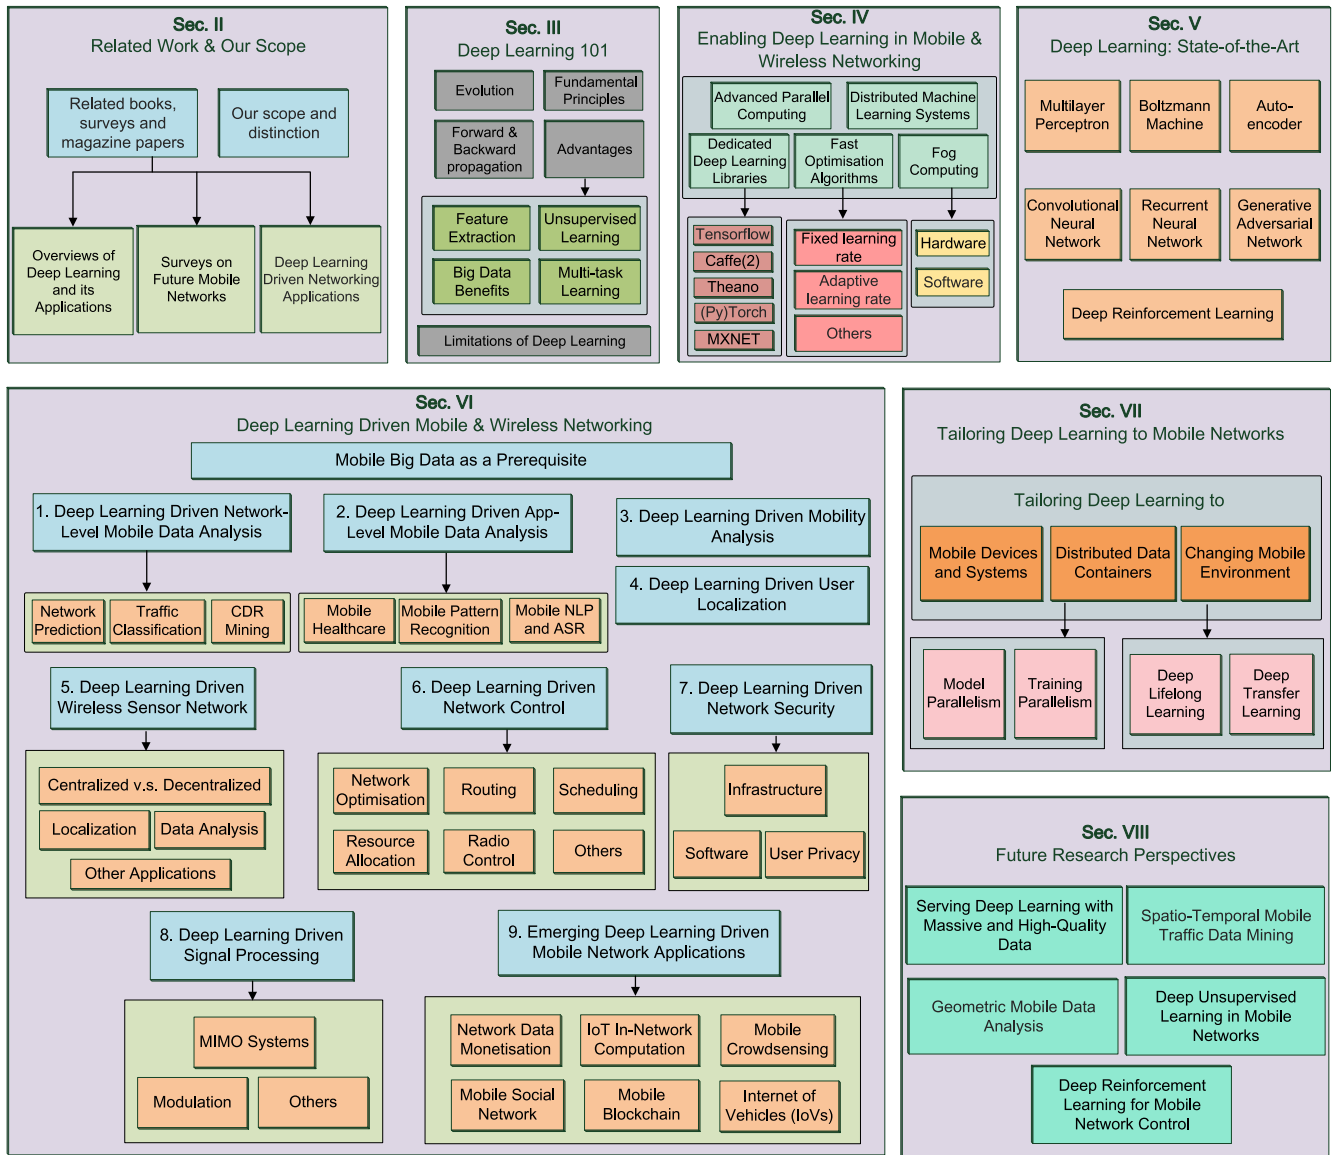 Sec. II
Related Work & Our Scope
Related books,
surveys and
magazine papers
Our scope and
distinction
Overviews of
Deep Learning
and its
Applications
Surveys on
Future Mobile
Networks
Deep Learning
Driven Networking
Applications
Sec. III
Deep Learning 101
Evolution
Fundamental
Principles
Forward &
Backward
propagation
Advantages
Feature
Extraction
Unsupervised
Learning
Big Data
Benefits
Multi-task
Learning
Limitations of Deep Learning
Sec. IV
Enabling Deep Learning in Mobile &
Wireless Networking
Advanced Parallel
Computing
Distributed Machine
Learning Systems
Dedicated
Deep Learning
Libraries
Fast
Optimisation
Algorithms
Fog
Computing
Tensorflow
Caffe(2)
Theano
(Py)Torch
MXNET
Fixed learning
rate
Adaptive
learning rate
Others
Hardware
Software
Sec. V
Deep Learning: State-of-the-Art
Multilayer
Perceptron
Boltzmann
Machine
Auto-
encoder
Convolutional
Neural
Network
Recurrent
Neural
Network
Generative
Adversarial
Network
Deep Reinforcement Learning
Sec. VI
Deep Learning Driven Mobile & Wireless Networking
Mobile Big Data as a Prerequisite
1. Deep Learning Driven Network-
Level Mobile Data Analysis
2. Deep Learning Driven App-
Level Mobile Data Analysis
3. Deep Learning Driven Mobility
Analysis
4. Deep Learning Driven User
Localization
Network
Prediction
Traffic
Classification
CDR
Mining
Mobile
Healthcare
Mobile Pattern
Recognition
Mobile NLP
and ASR
5. Deep Learning Driven
Wireless Sensor Network
6. Deep Learning Driven
Network Control
7. Deep Learning Driven
Network Security
Centralized v.s. Decentralized
Localization
Data Analysis
Other Applications
Network
Optimisation
Routing
Scheduling
Resource
Allocation
Radio
Control
Others
Infrastructure
Software
User Privacy
8. Deep Learning Driven
Signal Processing
9. Emerging Deep Learning Driven
Mobile Network Applications
MIMO Systems
Modulation
Others
Network Data
Monetisation
IoT In-Network
Computation
Mobile
Crowdsensing
Mobile Social
Network
Mobile
Blockchain
Internet of
Vehicles (IoVs)
Sec. VII
Tailoring Deep Learning to Mobile Networks
Tailoring Deep Learning to
Mobile Devices
and Systems
Distributed Data
Containers
Changing Mobile
Environment
Model
Parallelism
Training
Parallelism
Deep
Lifelong
Learning
Deep
Transfer
Learning
Sec. VIII
Future Research Perspectives
Serving Deep Learning with
Massive and High-Quality
Data
Spatio-Temporal Mobile
Traffic Data Mining
Geometric Mobile Data
Analysis
Deep Unsupervised
Learning in Mobile
Networks
Deep Reinforcement
Learning for Mobile
Network Control